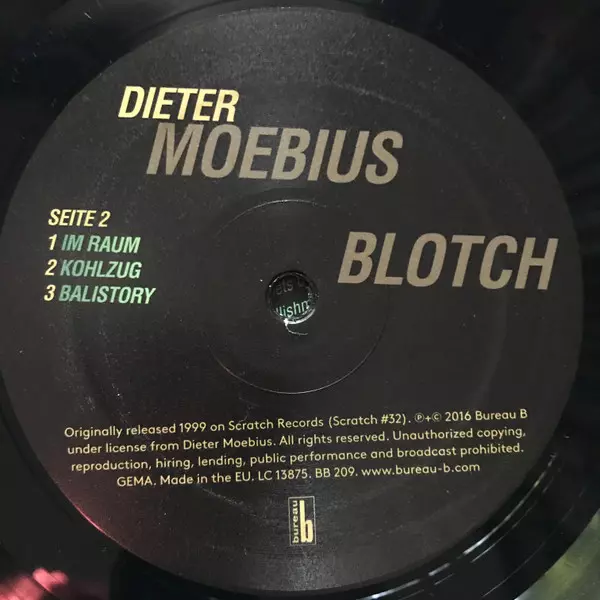 DIETER
MOEBIUS
BLOTCH
SEITE 2
1 IM RAUM
2 KOHLZUG
3 BALISTORY
Originally released 1999 on Scratch Records (Scratch #32). ℗+© 2016 Bureau B
under license from Dieter Moebius. All rights reserved. Unauthorized copying,
reproduction, hiring, lending, public performance and broadcast prohibited.
GEMA. Made in the EU. LC 13875. BB 209. www.bureau-b.com
bureau b